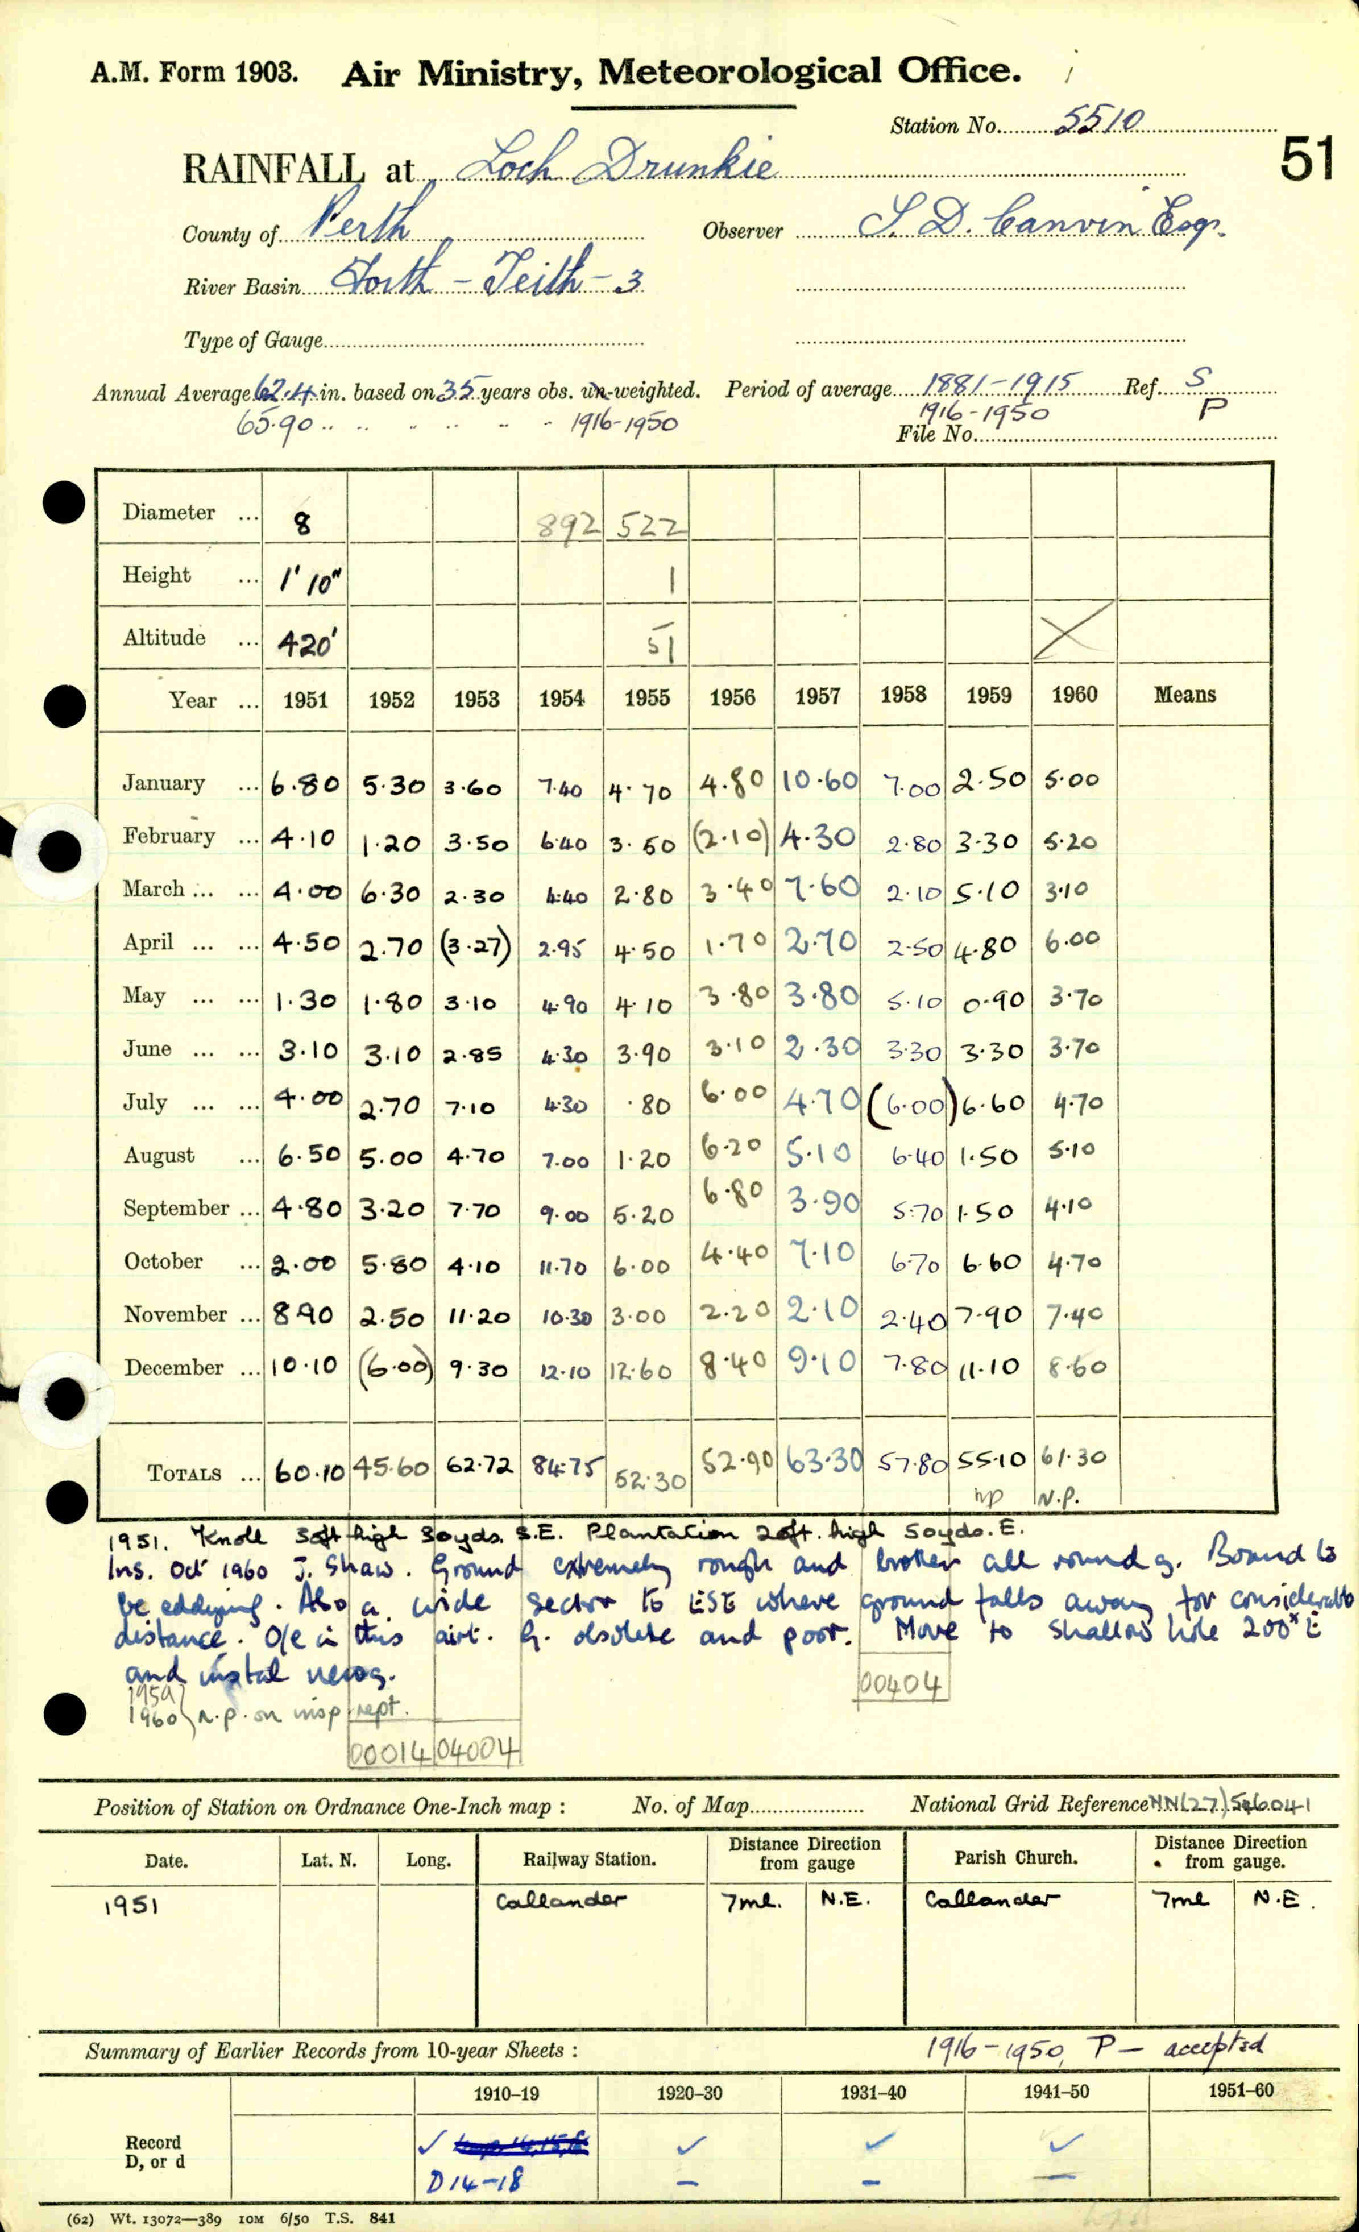 A.M. Form 1903. Air Ministry, Meteorological Office.
Station No. 5510
51
RAINFALL at Loch Drunkie
County of Perth Observer S. D. Canvin Esq.
River Basin Forth - Teith - 3
Type of Gauge
Annual Average 62.4 in. based on 35 years obs. un-weighted. Period of average 1881-1915 Ref. S
65.90 .. .. .. .. .. .. 1916-1950 1916-1950 P
File No.
Diameter ... 8 892 522
Height ... 1' 10" 1
Altitude ... 420' 51
Year ... 1951 1952 1953 1954 1955 1956 1957 1958 1959 1960 Means
January ... 6.80 5.30 3.60 7.40 4.70 4.80 10.60 7.00 2.50 5.00
February ... 4.10 1.20 3.50 6.40 3.50 (2.10) 4.30 2.80 3.30 5.20
March ... ... 4.00 6.30 2.30 4.40 2.80 3.40 7.60 2.10 5.10 3.10
April ... ... 4.50 2.70 (3.27) 2.95 4.50 1.70 2.70 2.50 4.80 6.00
May ... ... 1.30 1.80 3.10 4.90 4.10 3.80 3.80 5.10 0.90 3.70
June ... ... 3.10 3.10 2.85 4.30 3.90 3.10 2.30 3.30 3.30 3.70
July ... ... 4.00 2.70 7.10 4.30 .80 6.00 4.70 (6.00) 6.60 4.70
August ... 6.50 5.00 4.70 7.00 1.20 6.20 5.10 6.40 1.50 5.10
September ... 4.80 3.20 7.70 9.00 5.20 6.80 3.90 5.70 1.50 4.10
October ... 2.00 5.80 4.10 11.70 6.00 4.40 7.10 6.70 6.60 4.70
November ... 8.90 2.50 11.20 10.30 3.00 2.20 2.10 2.40 7.90 7.40
December ... 10.10 (6.00) 9.30 12.10 12.60 8.40 9.10 7.80 11.10 8.60
TOTALS ... 60.10 45.60 62.72 84.75 52.30 52.90 63.30 57.80 55.10 61.30
np N.P.
1951. Knoll 30ft high 30yds. S.E. Plantation 20ft. high 50yds. E.
Ins. Oct 1960 J. Shaw. Ground extremely rough and broken all round g. Bound to
be eddying. Also a wide sector to ESE where ground falls away for considerable
distance. O/e in this airt. G. obsolete and poor. Move to shallow hole 200ˣ E
and instal new g.
1959
1960 } n.p. on insp rept.
00404
00014 04004
Position of Station on Ordnance One-Inch map : No. of Map National Grid Reference NN(27) 546041
Date. Lat. N. Long. Railway Station. Distance from gauge Direction Parish Church. Distance from gauge. Direction
1951 Callander 7ml. N.E. Callander 7ml N.E.
Summary of Earlier Records from 10-year Sheets : 1916-1950, P - accepted
1910-19 1920-30 1931-40 1941-50 1951-60
Record ✓ ✓ ✓ ✓
D, or d D 14-18 - - -
(62) Wt. 13072—389 10M 6/50 T.S. 841